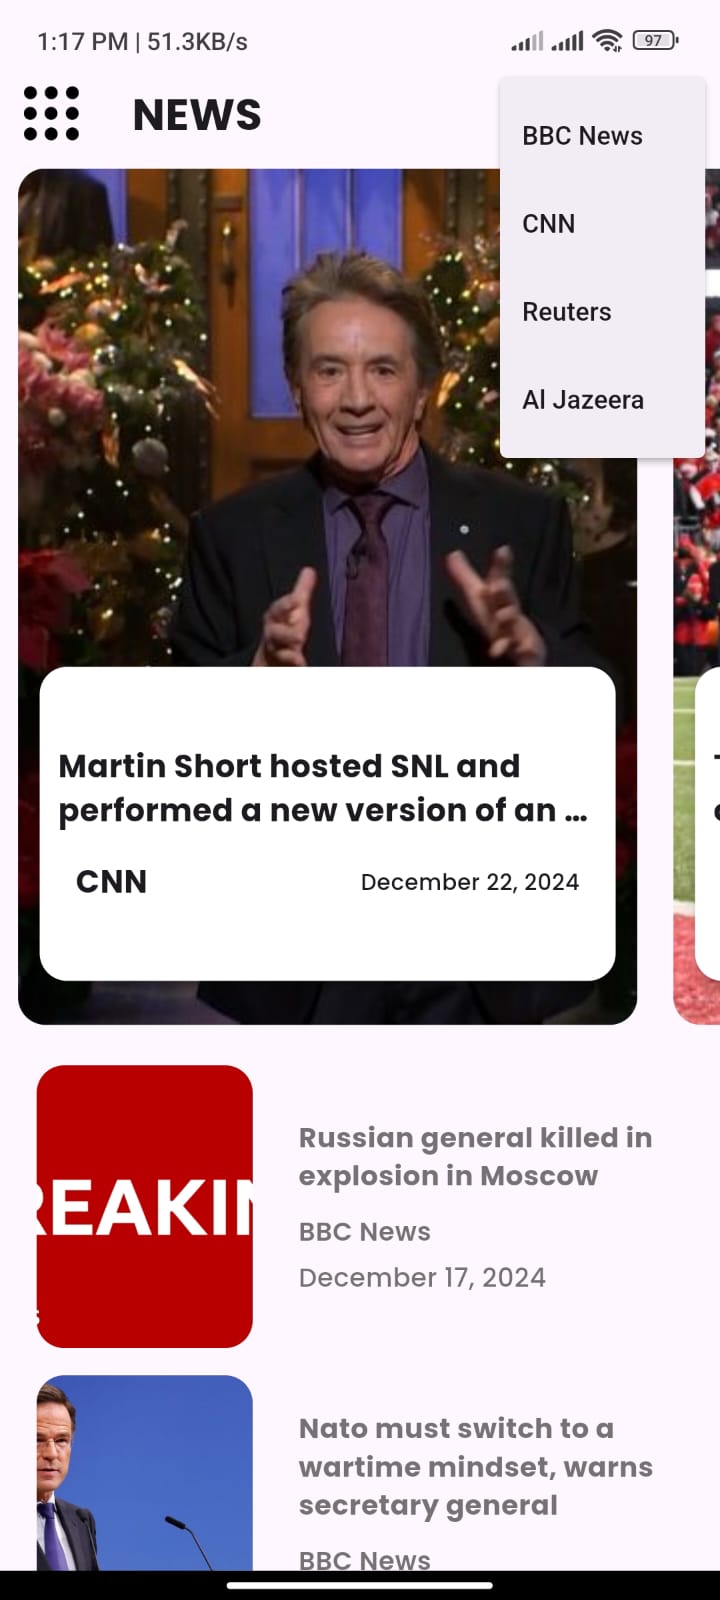 1:17 PM | 51.3KB/s
97
NEWS
BBC News
CNN
Reuters
Al Jazeera
Martin Short hosted SNL and
performed a new version of an ...
CNN
December 22, 2024
REAKIN
Russian general killed in
explosion in Moscow
BBC News
December 17, 2024
Nato must switch to a
wartime mindset, warns
secretary general
BBC News